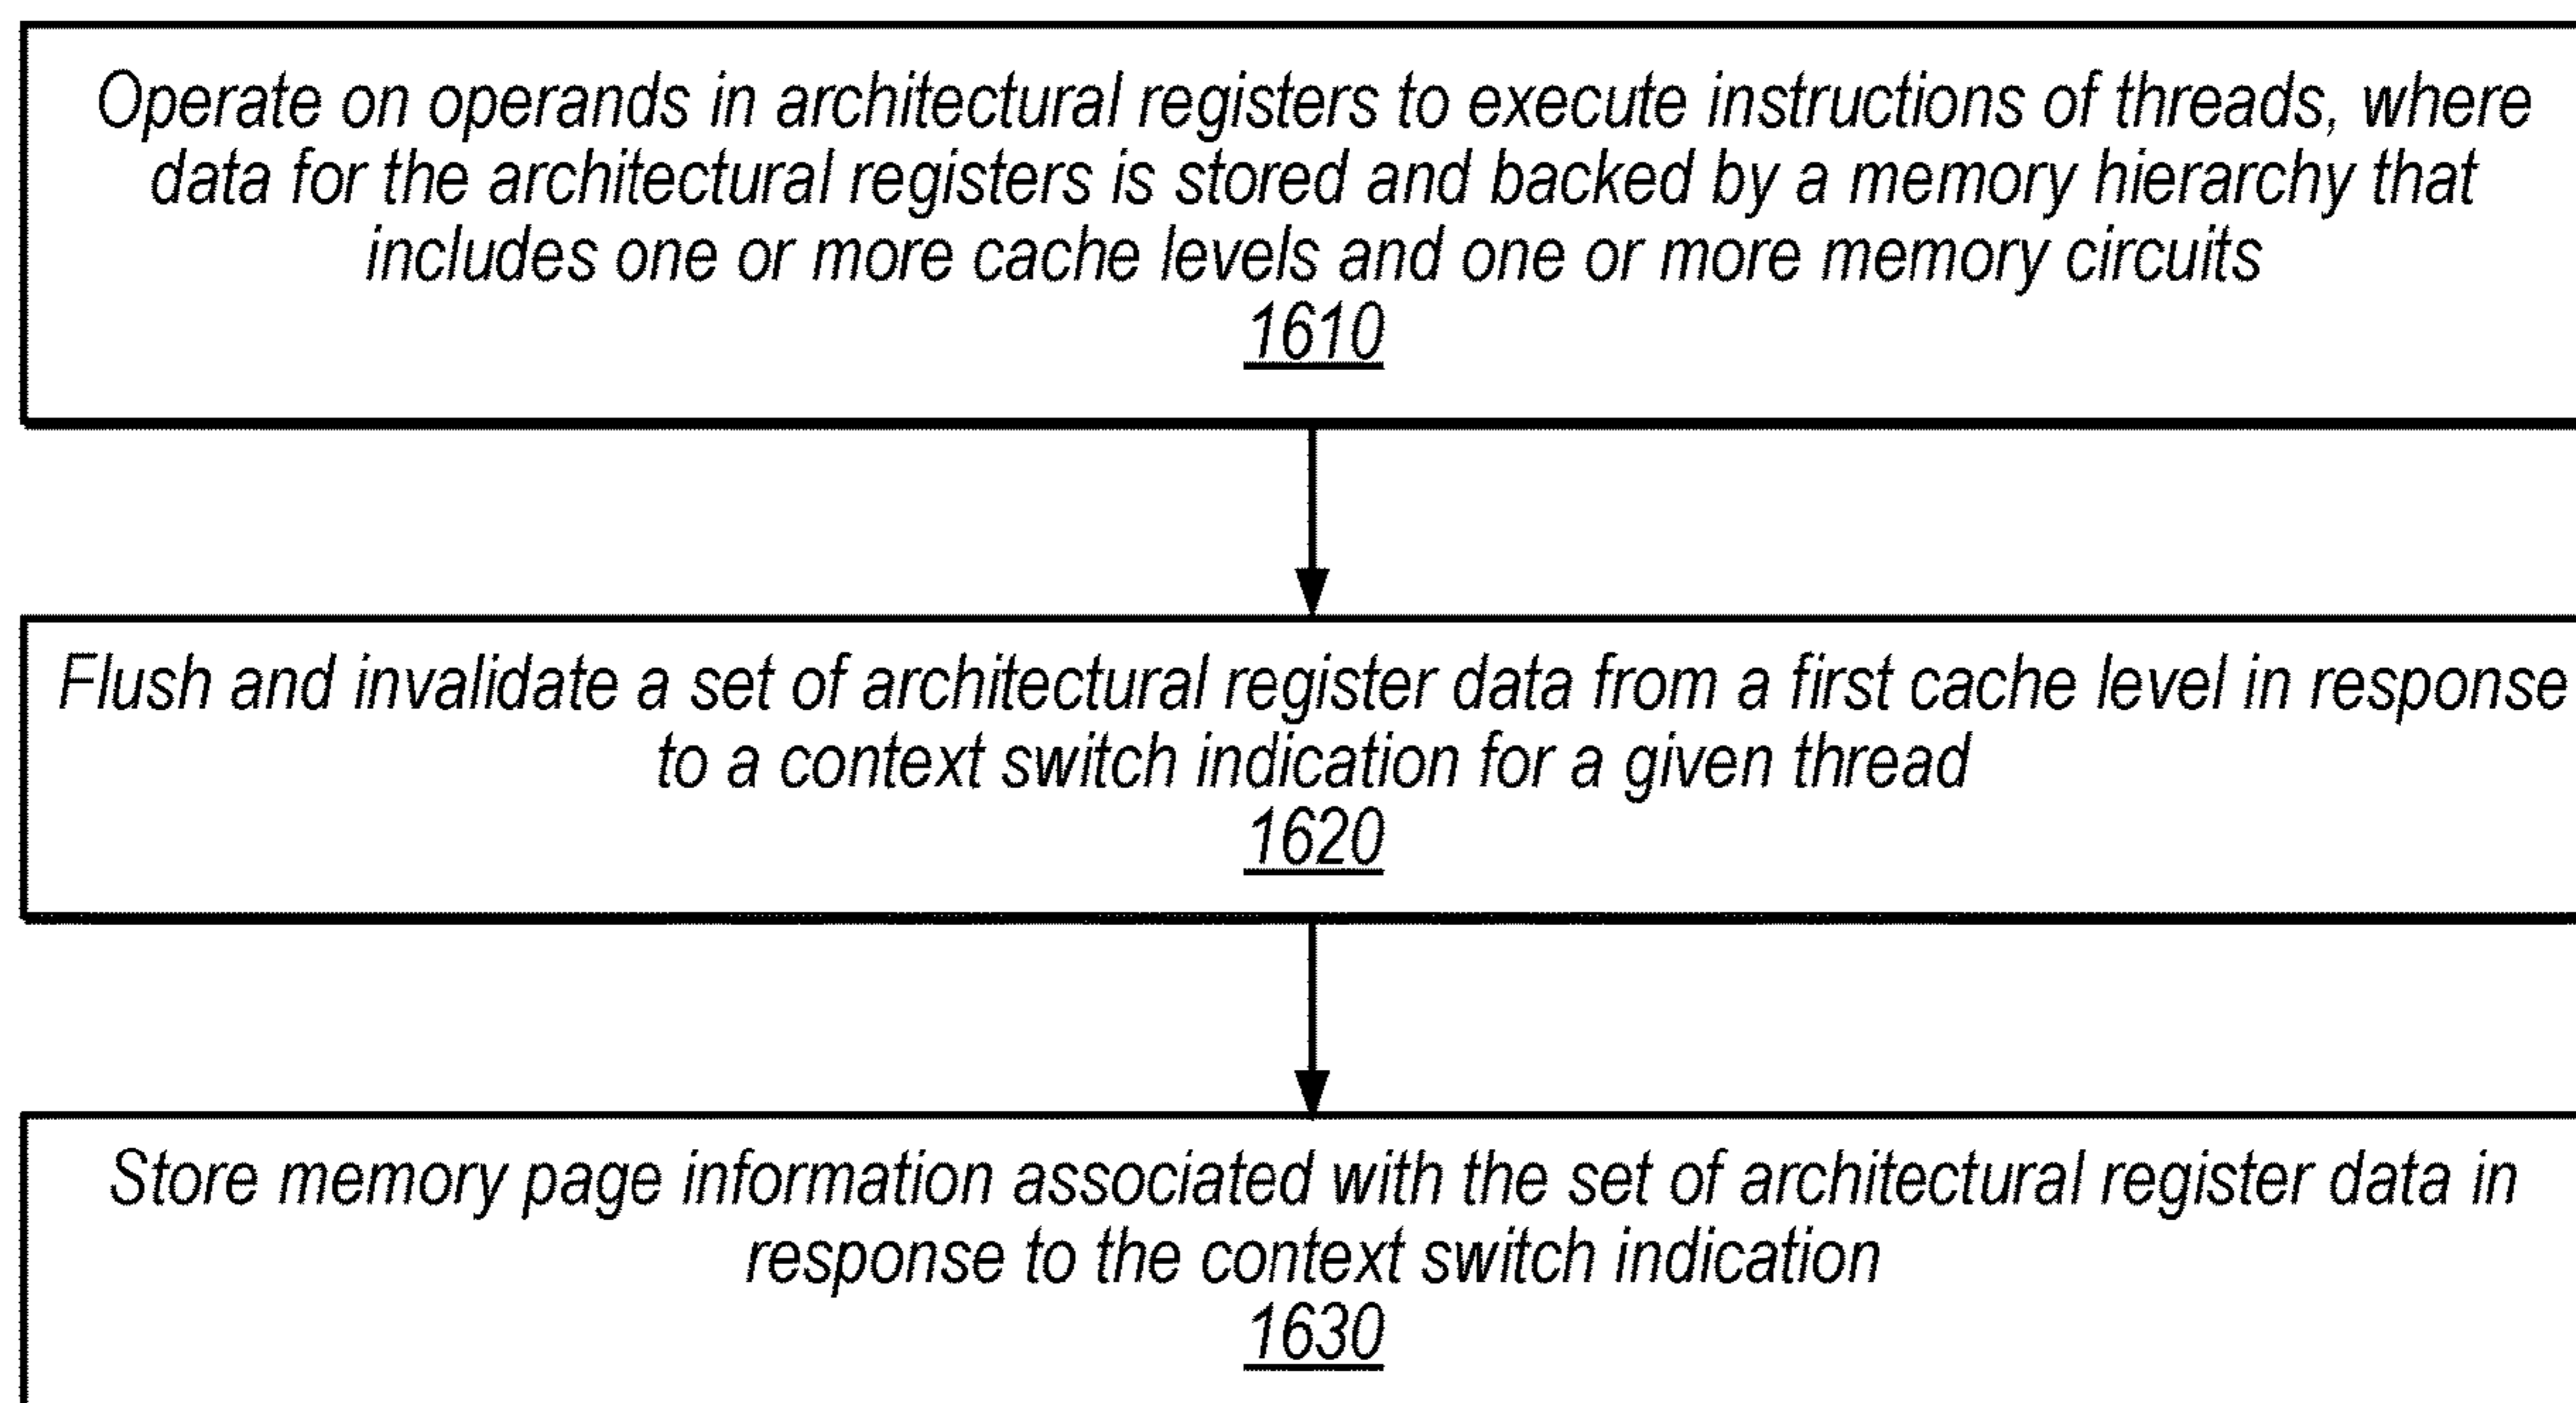 Operate on operands in architectural registers to execute instructions of threads, where
data for the architectural registers is stored and backed by a memory hierarchy that
includes one or more cache levels and one or more memory circuits
1610
Flush and invalidate a set of architectural register data from a first cache level in response
to a context switch indication for a given thread
1620
Store memory page information associated with the set of architectural register data in
response to the context switch indication
1630